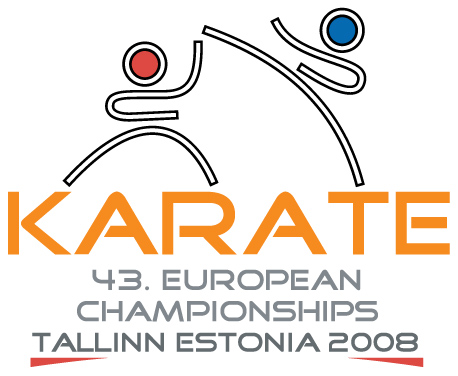 KARATE
43. EUROPEAN
CHAMPIONSHIPS
TALLINN ESTONIA 2008